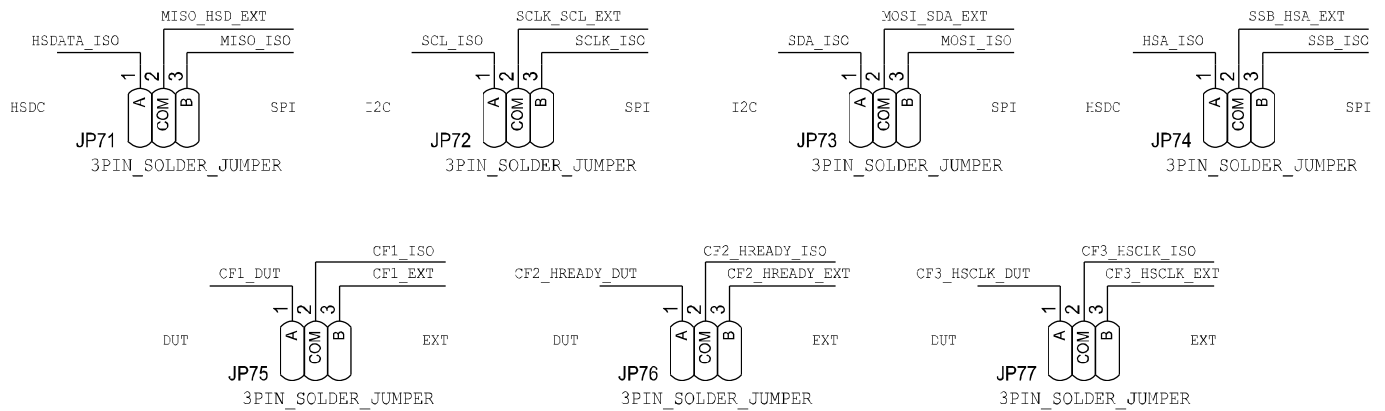 MISO_HSD_EXT
HSDATA_ISO MISO_ISO
1 2 3
A COM B
HSDC SPI
JP71
3PIN_SOLDER_JUMPER
SCLK_SCL_EXT
SCL_ISO SCLK_ISO
1 2 3
A COM B
I2C SPI
JP72
3PIN_SOLDER_JUMPER
MOSI_SDA_EXT
SDA_ISO MOSI_ISO
1 2 3
A COM B
I2C SPI
JP73
3PIN_SOLDER_JUMPER
SSB_HSA_EXT
HSA_ISO SSB_ISO
1 2 3
A COM B
HSDC SPI
JP74
3PIN_SOLDER_JUMPER
CF1_ISO
CF1_DUT CF1_EXT
1 2 3
A COM B
DUT EXT
JP75
3PIN_SOLDER_JUMPER
CF2_HREADY_ISO
CF2_HREADY_DUT CF2_HREADY_EXT
1 2 3
A COM B
DUT EXT
JP76
3PIN_SOLDER_JUMPER
CF3_HSCLK_ISO
CF3_HSCLK_DUT CF3_HSCLK_EXT
1 2 3
A COM B
DUT EXT
JP77
3PIN_SOLDER_JUMPER